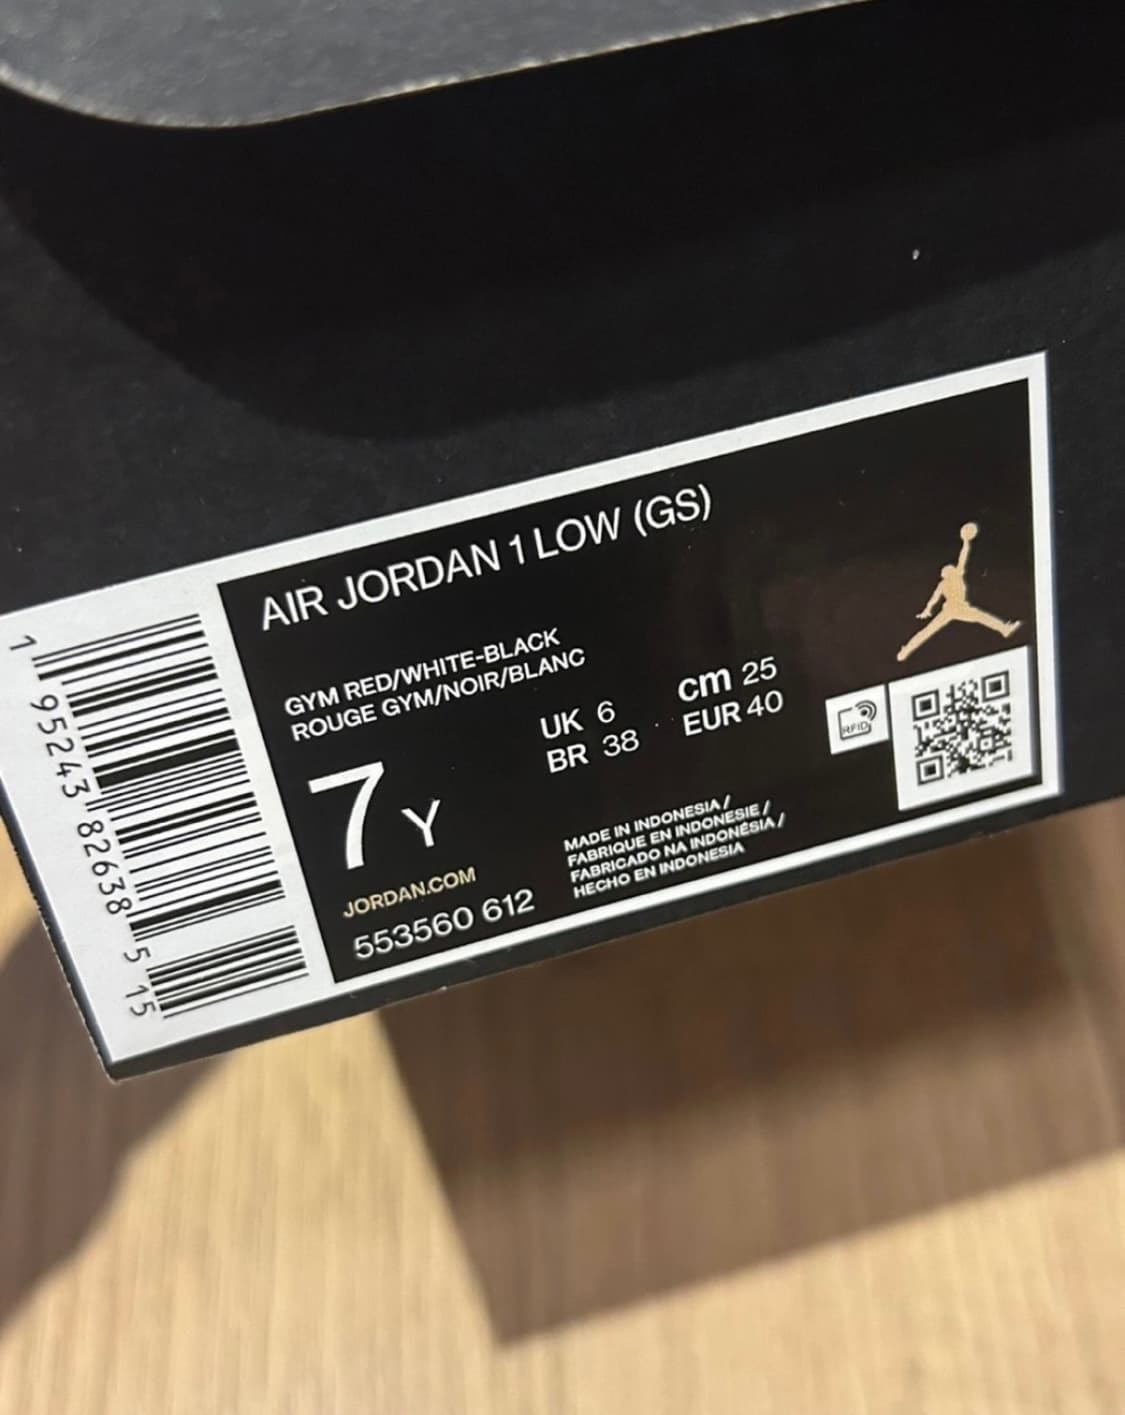 AIR JORDAN 1 LOW (GS)
GYM RED/WHITE-BLACK
ROUGE GYM/NOIR/BLANC
UK 6
BR 38
cm 25
EUR 40
7Y
JORDAN.COM
553560 612
MADE IN INDONESIA/
FABRIQUE EN INDONESIE/
FABRICADO NA INDONÉSIA/
HECHO EN INDONESIA
RFID
1 95243 82638 5 15